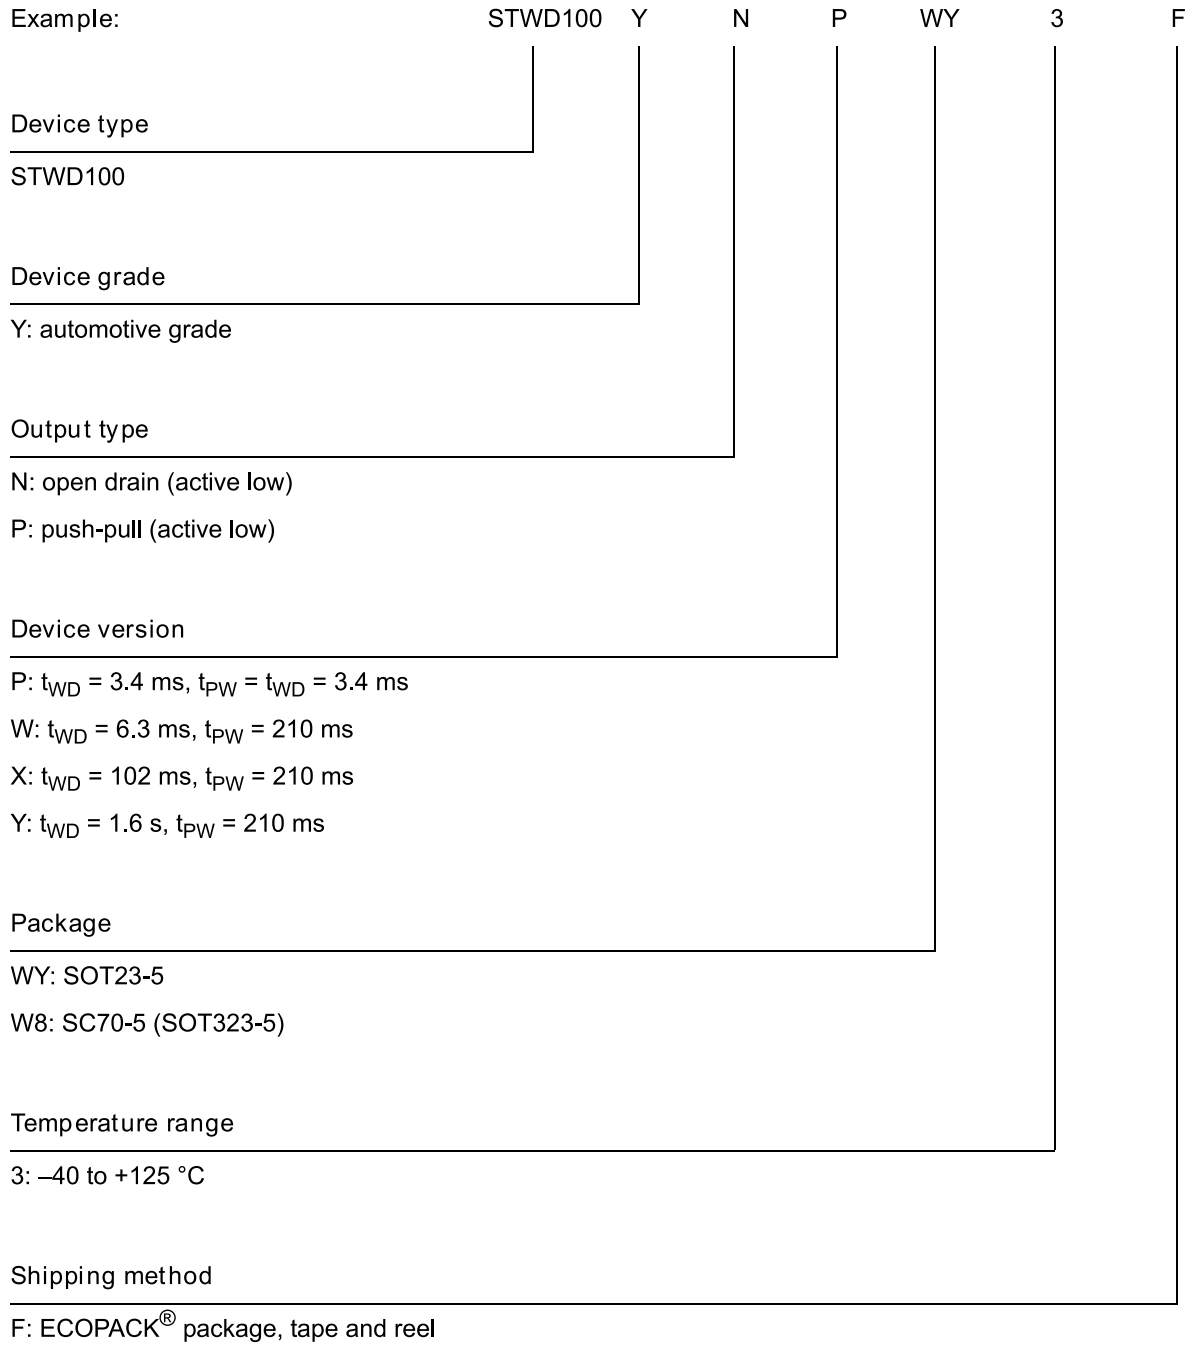 Example: STWD100 Y N P WY 3 F
Device type
STWD100
Device grade
Y: automotive grade
Output type
N: open drain (active low)
P: push-pull (active low)
Device version
P: tWD = 3.4 ms, tPW = tWD = 3.4 ms
W: tWD = 6.3 ms, tPW = 210 ms
X: tWD = 102 ms, tPW = 210 ms
Y: tWD = 1.6 s, tPW = 210 ms
Package
WY: SOT23-5
W8: SC70-5 (SOT323-5)
Temperature range
3: –40 to +125 °C
Shipping method
F: ECOPACK® package, tape and reel